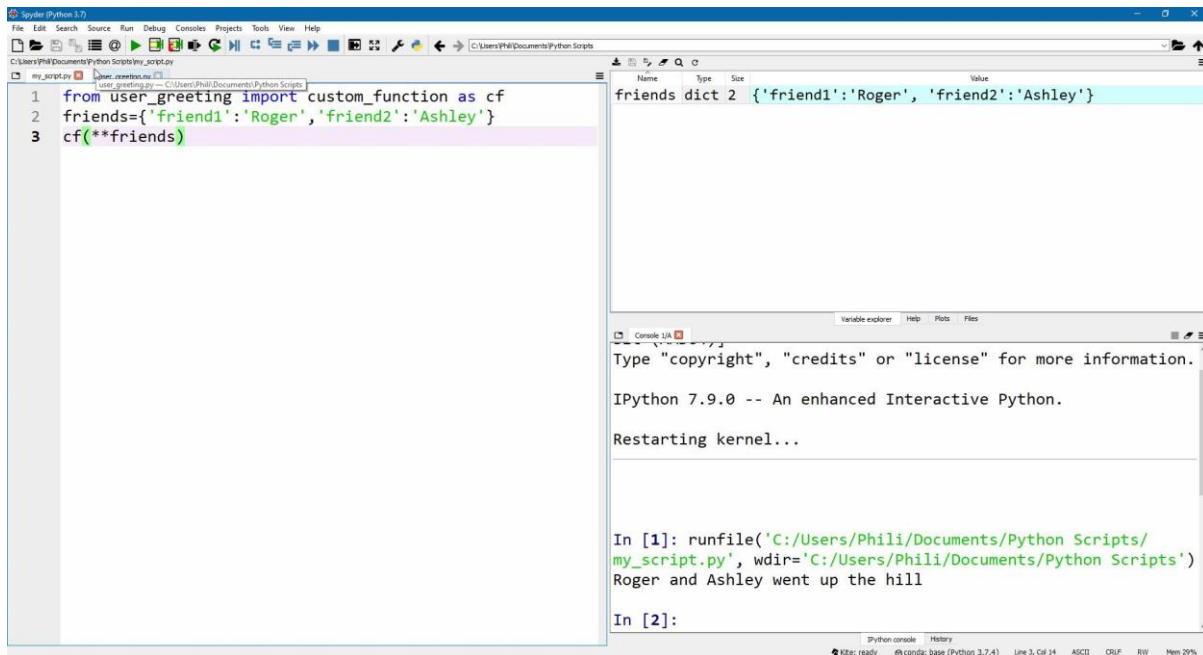 Spyder (Python 3.7)
File Edit Search Source Run Debug Consoles Projects Tools View Help
C:\Users\Phili\Documents\Python Scripts
C:\Users\Phili\Documents\Python Scripts\my_script.py
my_script.py user_greeting.py
user_greeting.py — C:\Users\Phili\Documents\Python Scripts
1 from user_greeting import custom_function as cf
2 friends={'friend1':'Roger','friend2':'Ashley'}
3 cf(**friends)
Name Type Size Value
friends dict 2 {'friend1':'Roger', 'friend2':'Ashley'}
Variable explorer Help Plots Files
Console 1/A
Type "copyright", "credits" or "license" for more information.
IPython 7.9.0 -- An enhanced Interactive Python.
Restarting kernel...
In [1]: runfile('C:/Users/Phili/Documents/Python Scripts/
my_script.py', wdir='C:/Users/Phili/Documents/Python Scripts')
Roger and Ashley went up the hill
In [2]:
IPython console History
Kite: ready conda: base (Python 3.7.4) Line 3, Col 14 ASCII CRLF RW Mem 29%